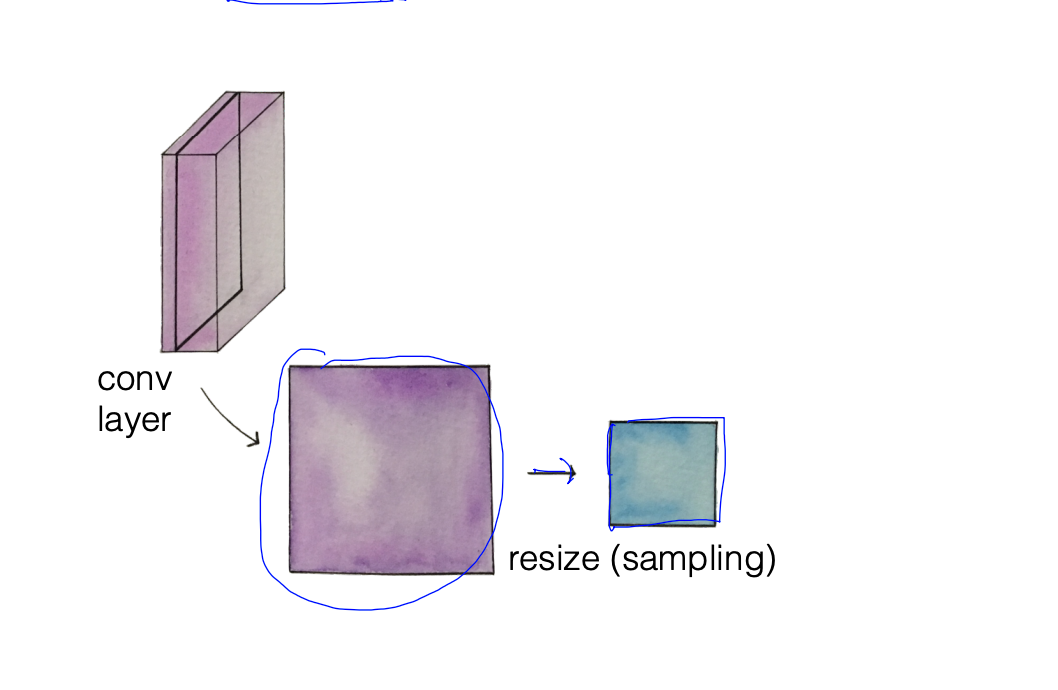 conv
layer
resize (sampling)